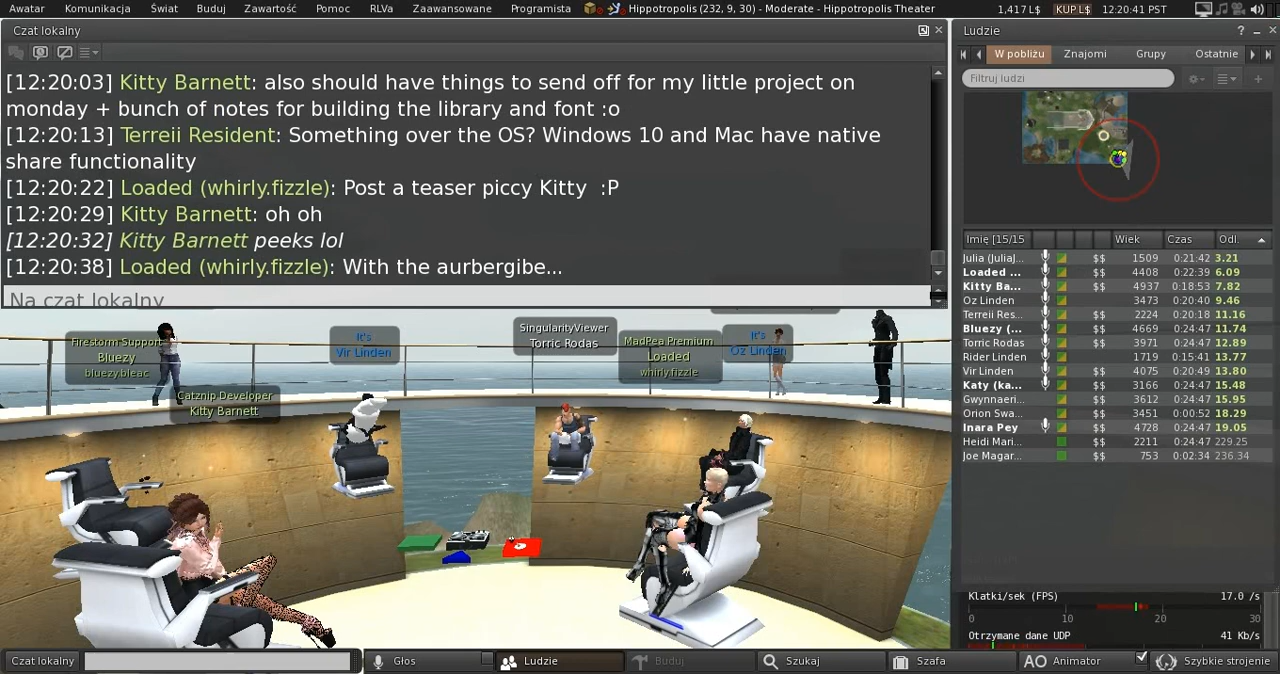 Awatar Komunikacja Świat Buduj Zawartość Pomoc RLVa Zaawansowane Programista Hippotropolis (232, 9, 30) - Moderate - Hippotropolis Theater 1,417 L$ KUP L$ 12:20:41 PST
Czat lokalny
[12:20:03] Kitty Barnett: also should have things to send off for my little project on
monday + bunch of notes for building the library and font :o
[12:20:13] Terreii Resident: Something over the OS? Windows 10 and Mac have native
share functionality
[12:20:22] Loaded (whirly.fizzle): Post a teaser piccy Kitty :P
[12:20:29] Kitty Barnett: oh oh
[12:20:32] Kitty Barnett peeks lol
[12:20:38] Loaded (whirly.fizzle): With the aurbergibe...
Na czat lokalny
Firestorm Support
Bluezy
bluezy.bleac
Catznip Developer
Kitty Barnett
It's
Vir Linden
SingularityViewer
Torric Rodas
MadPea Premium
Loaded
whirly.fizzle
It's
Oz Linden
Ludzie
W pobliżu Znajomi Grupy Ostatnie
Filtruj ludzi
Imię [15/15 Wiek Czas Odl.
Julia (JuliaJ... 1509 0:21:42 3.21
Loaded ... $$ 4408 0:22:39 6.09
Kitty Ba... $$ 4937 0:18:53 7.82
Oz Linden 3473 0:20:40 9.46
Terreii Res... $$ 2224 0:20:18 11.16
Bluezy (... $$ 4669 0:24:47 11.74
Torric Rodas $$ 3971 0:24:47 12.89
Rider Linden 1719 0:15:41 13.77
Vir Linden $$ 4075 0:20:49 13.80
Katy (ka... $$ 3166 0:24:47 15.48
Gwynnaeri... $$ 3612 0:24:47 15.95
Orion Swa... $$ 3451 0:00:52 18.29
Inara Pey $$ 4728 0:24:47 19.05
Heidi Mari... $$ 2211 0:24:47 229.25
Joe Magar... $$ 753 0:02:34 236.34
Klatki/sek (FPS) 17.0 /s
0 10 20 30
Otrzymane dane UDP 41 Kb/s
Czat lokalny Głos Ludzie Buduj Szukaj Szafa AO Animator Szybkie strojenie